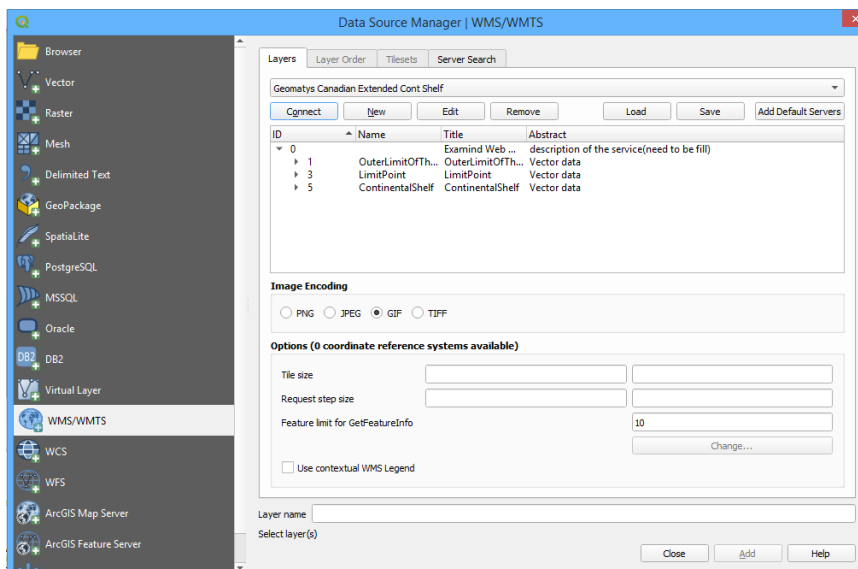 Data Source Manager | WMS/WMTS
Browser
Vector
Raster
Mesh
Delimited Text
GeoPackage
SpatiaLite
PostgreSQL
MSSQL
Oracle
DB2 DB2
Virtual Layer
WMS/WMTS
WCS
WFS
ArcGIS Map Server
ArcGIS Feature Server
Layers Layer Order Tilesets Server Search
Geomatys Canadian Extended Cont Shelf
Connect New Edit Remove Load Save Add Default Servers
ID Name Title Abstract
0 Examind Web ... description of the service(need to be fill)
1 OuterLimitOfTh... OuterLimitOfTh... Vector data
3 LimitPoint LimitPoint Vector data
5 ContinentalShelf ContinentalShelf Vector data
Image Encoding
PNG JPEG GIF TIFF
Options (0 coordinate reference systems available)
Tile size
Request step size
Feature limit for GetFeatureInfo 10
Change...
Use contextual WMS Legend
Layer name
Select layer(s)
Close Add Help